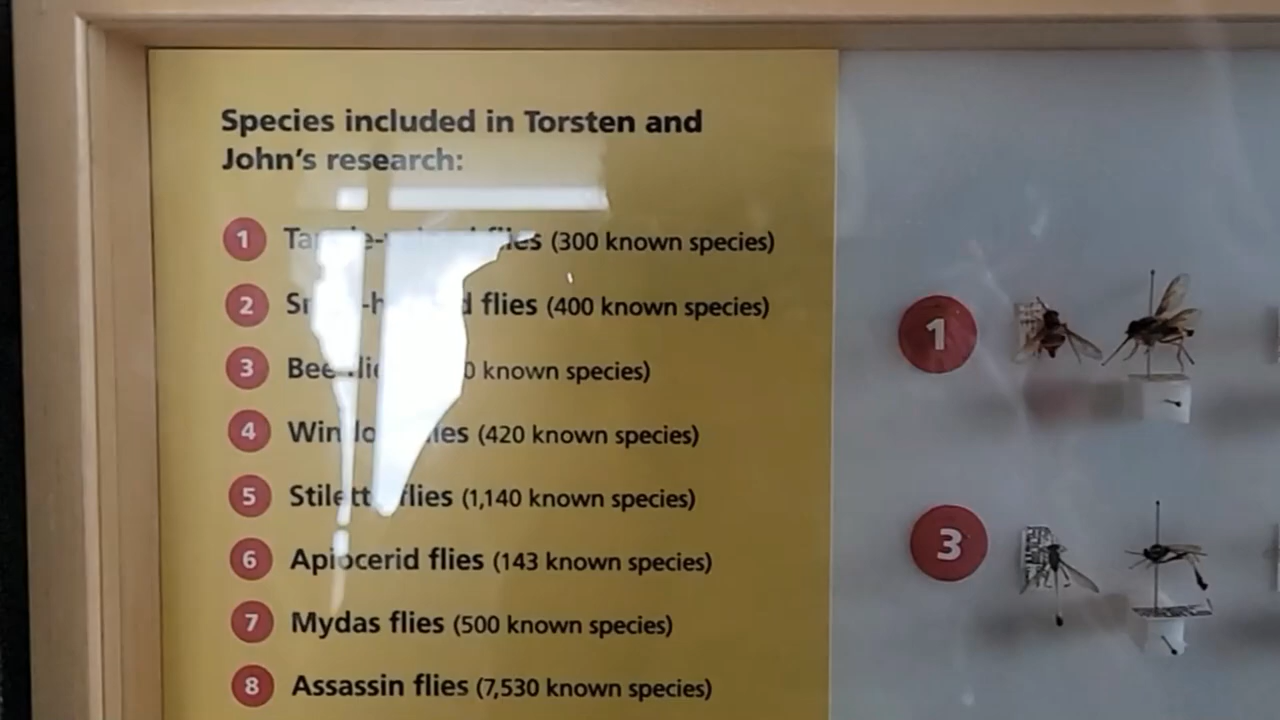 Species included in Torsten and
John's research:
1 flies (300 known species)
2 flies (400 known species)
3 known species)
4 (420 known species)
5 Stiletto flies (1,140 known species)
6 Apiocerid flies (143 known species)
7 Mydas flies (500 known species)
8 Assassin flies (7,530 known species)
1
3